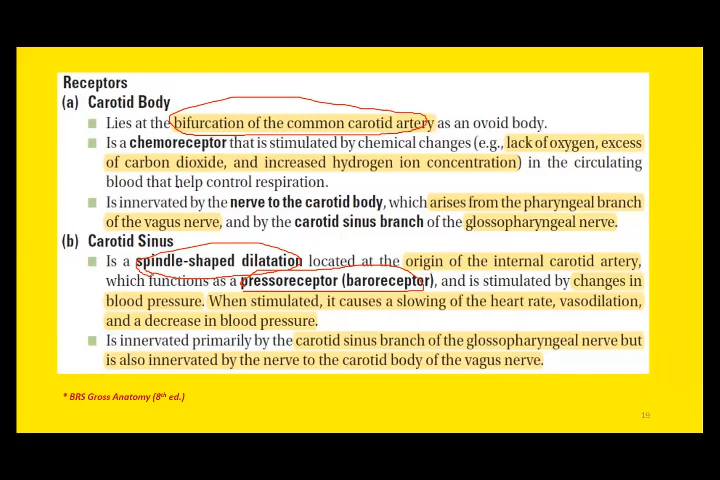 Receptors
(a) Carotid Body
■ Lies at the bifurcation of the common carotid artery as an ovoid body.
■ Is a chemoreceptor that is stimulated by chemical changes (e.g., lack of oxygen, excess
of carbon dioxide, and increased hydrogen ion concentration) in the circulating
blood that help control respiration.
■ Is innervated by the nerve to the carotid body, which arises from the pharyngeal branch
of the vagus nerve, and by the carotid sinus branch of the glossopharyngeal nerve.
(b) Carotid Sinus
■ Is a spindle-shaped dilatation located at the origin of the internal carotid artery,
which functions as a pressoreceptor (baroreceptor), and is stimulated by changes in
blood pressure. When stimulated, it causes a slowing of the heart rate, vasodilation,
and a decrease in blood pressure.
■ Is innervated primarily by the carotid sinus branch of the glossopharyngeal nerve but
is also innervated by the nerve to the carotid body of the vagus nerve.
* BRS Gross Anatomy (8th ed.)
19